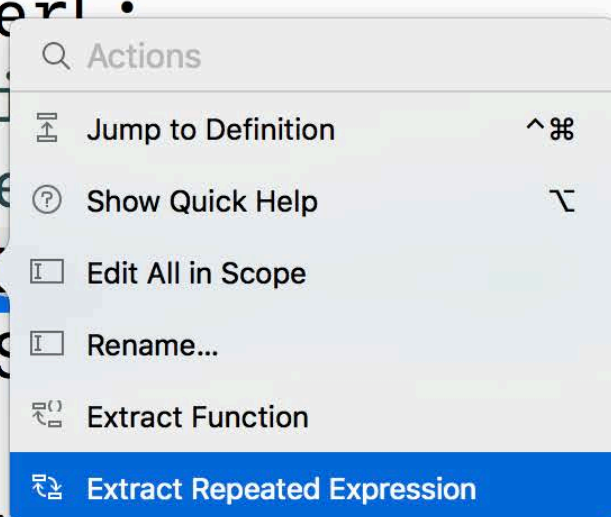 Actions
Jump to Definition ^⌘
Show Quick Help ⌥
Edit All in Scope
Rename...
Extract Function
Extract Repeated Expression